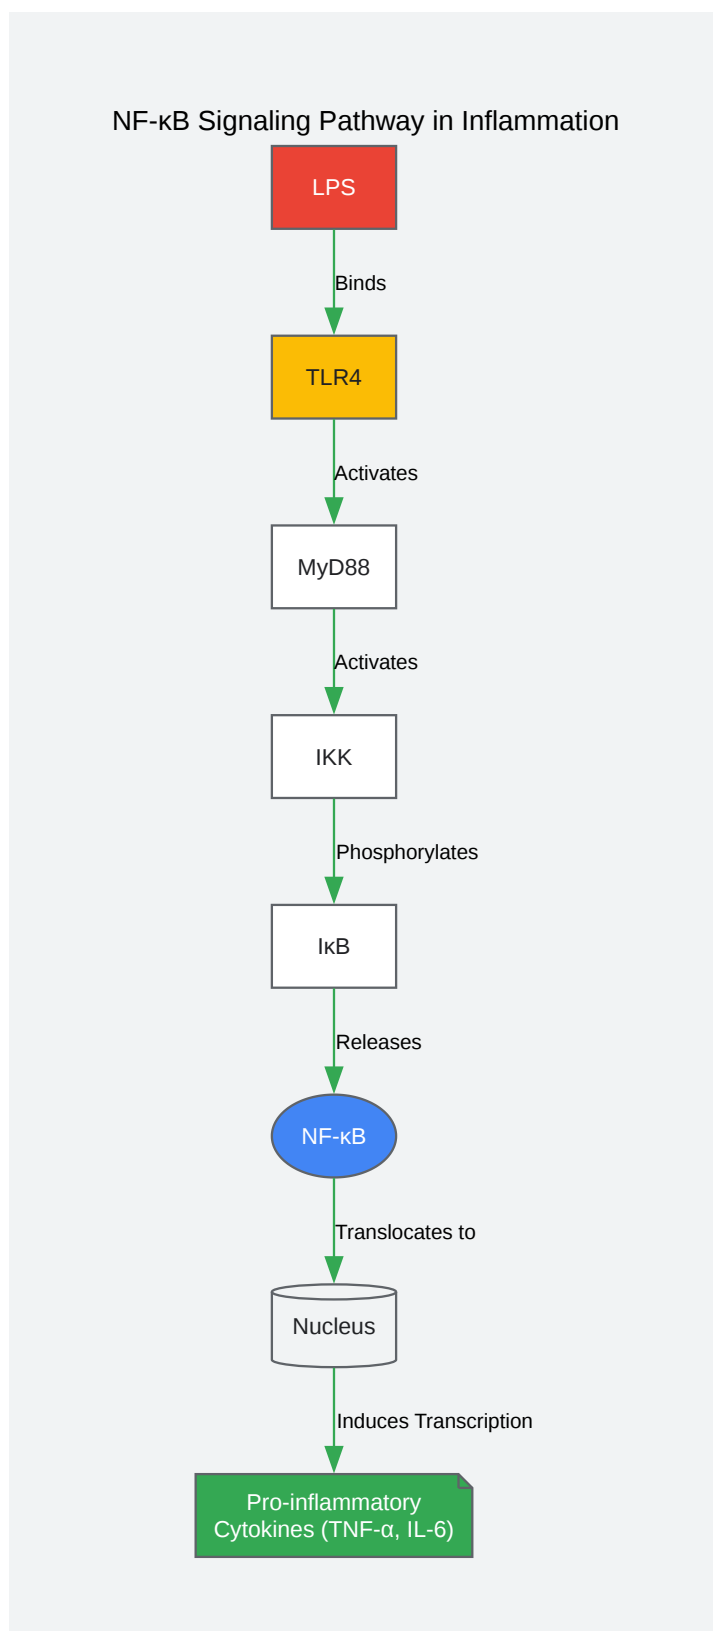 NF-κB Signaling Pathway in Inflammation
LPS
Binds
TLR4
Activates
MyD88
Activates
IKK
Phosphorylates
IκB
Releases
NF-κB
Translocates to
Nucleus
Induces Transcription
Pro-inflammatory
Cytokines (TNF-α, IL-6)